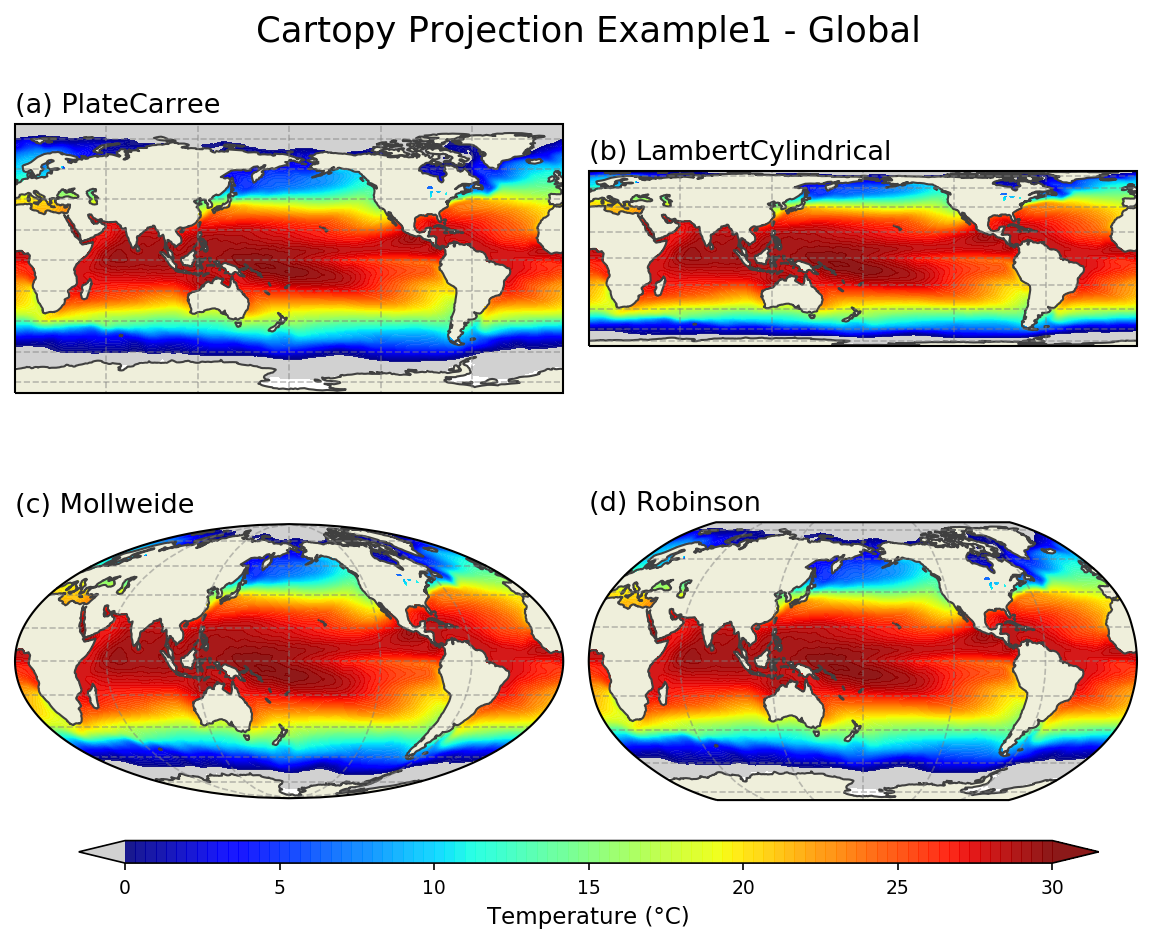 Cartopy Projection Example1 - Global
(a) PlateCarree
(b) LambertCylindrical
(c) Mollweide
(d) Robinson
0 5 10 15 20 25 30
Temperature (°C)